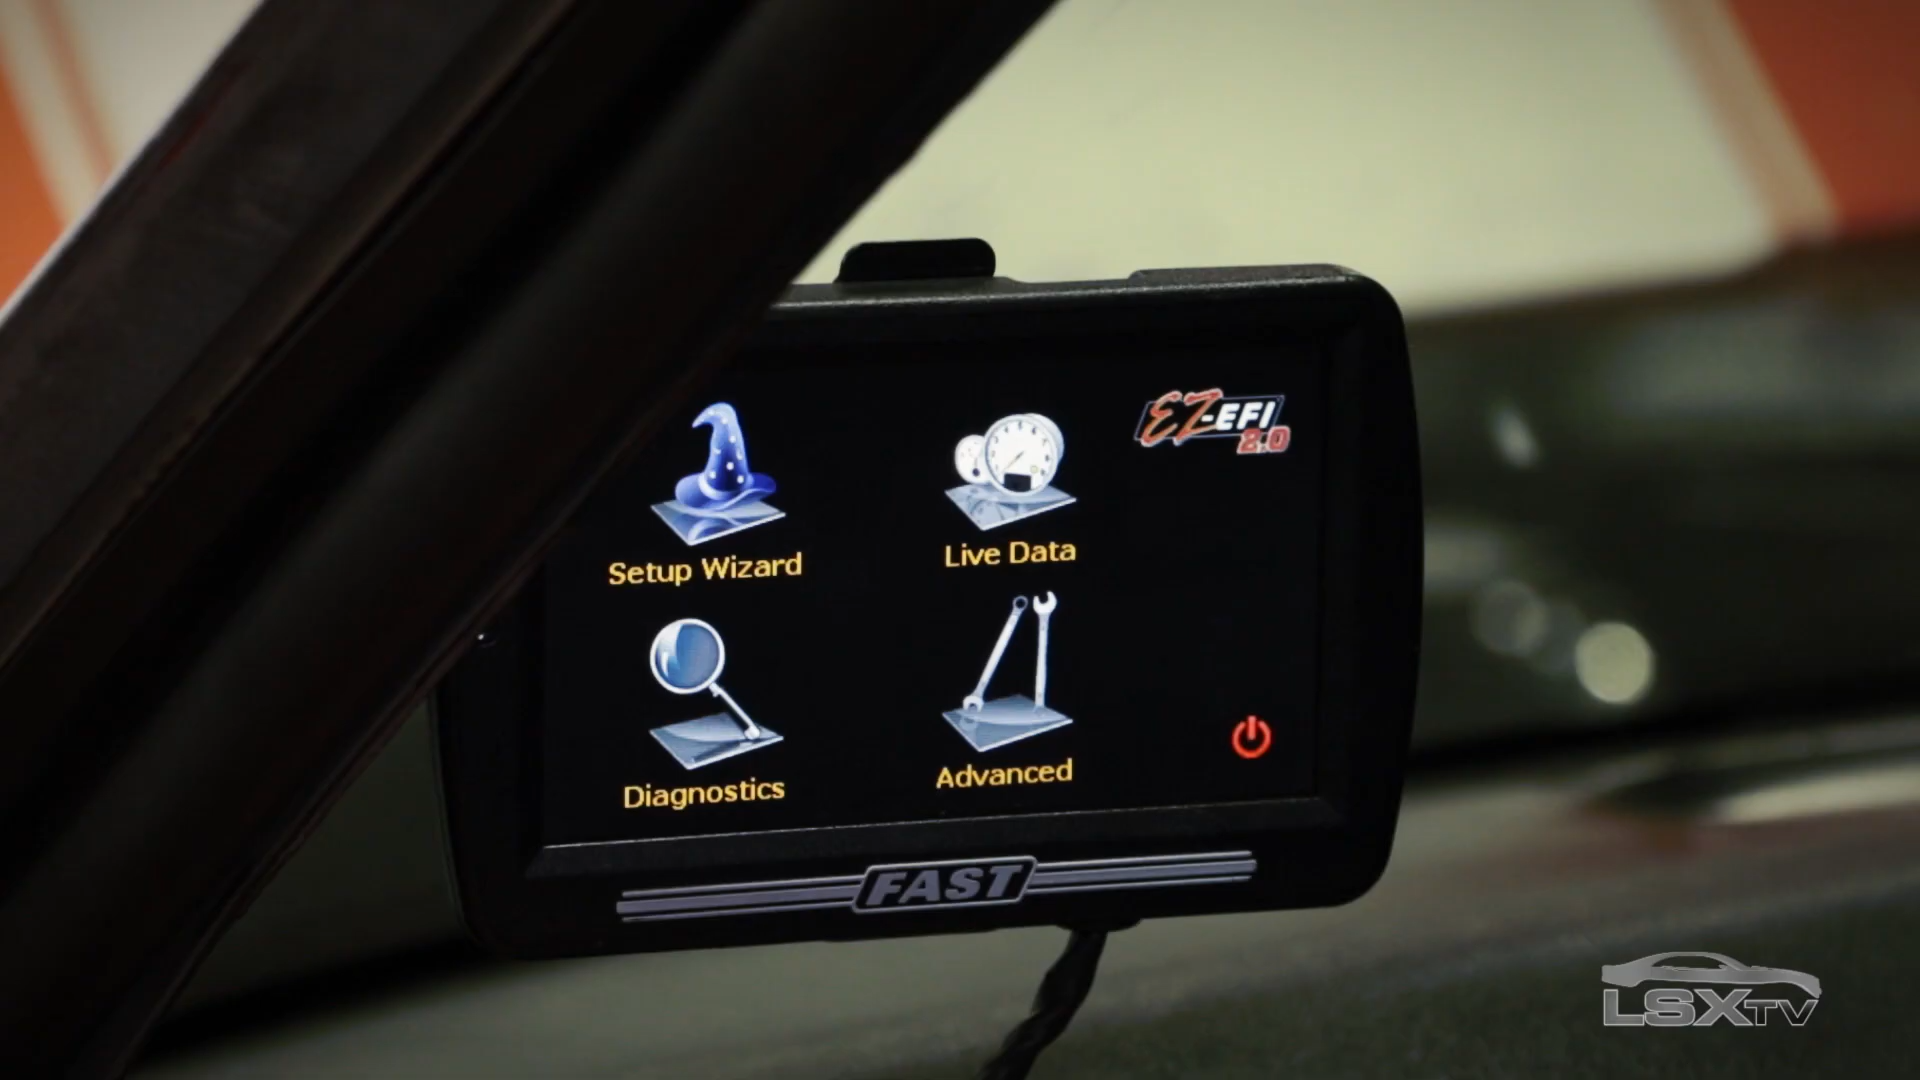 EZ-EFI
2.0
Setup Wizard
Live Data
Diagnostics
Advanced
FAST
LSXTV